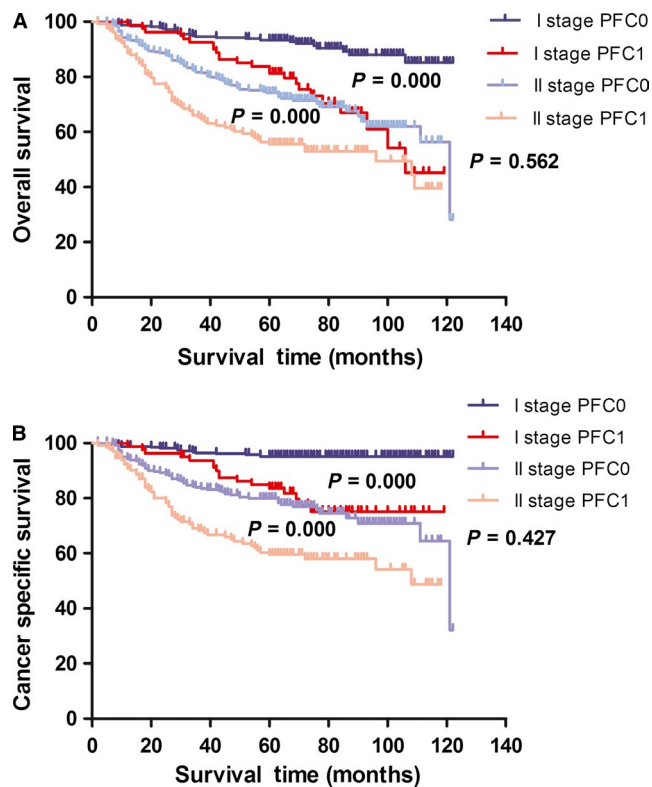 A
I stage PFC0
I stage PFC1
II stage PFC0
II stage PFC1
100
80
60
40
20
0
Overall survival
P = 0.000
P = 0.000
P = 0.562
0 20 40 60 80 100 120 140
Survival time (months)
B
I stage PFC0
I stage PFC1
II stage PFC0
II stage PFC1
100
80
60
40
20
0
Cancer specific survival
P = 0.000
P = 0.000
P = 0.427
0 20 40 60 80 100 120 140
Survival time (months)